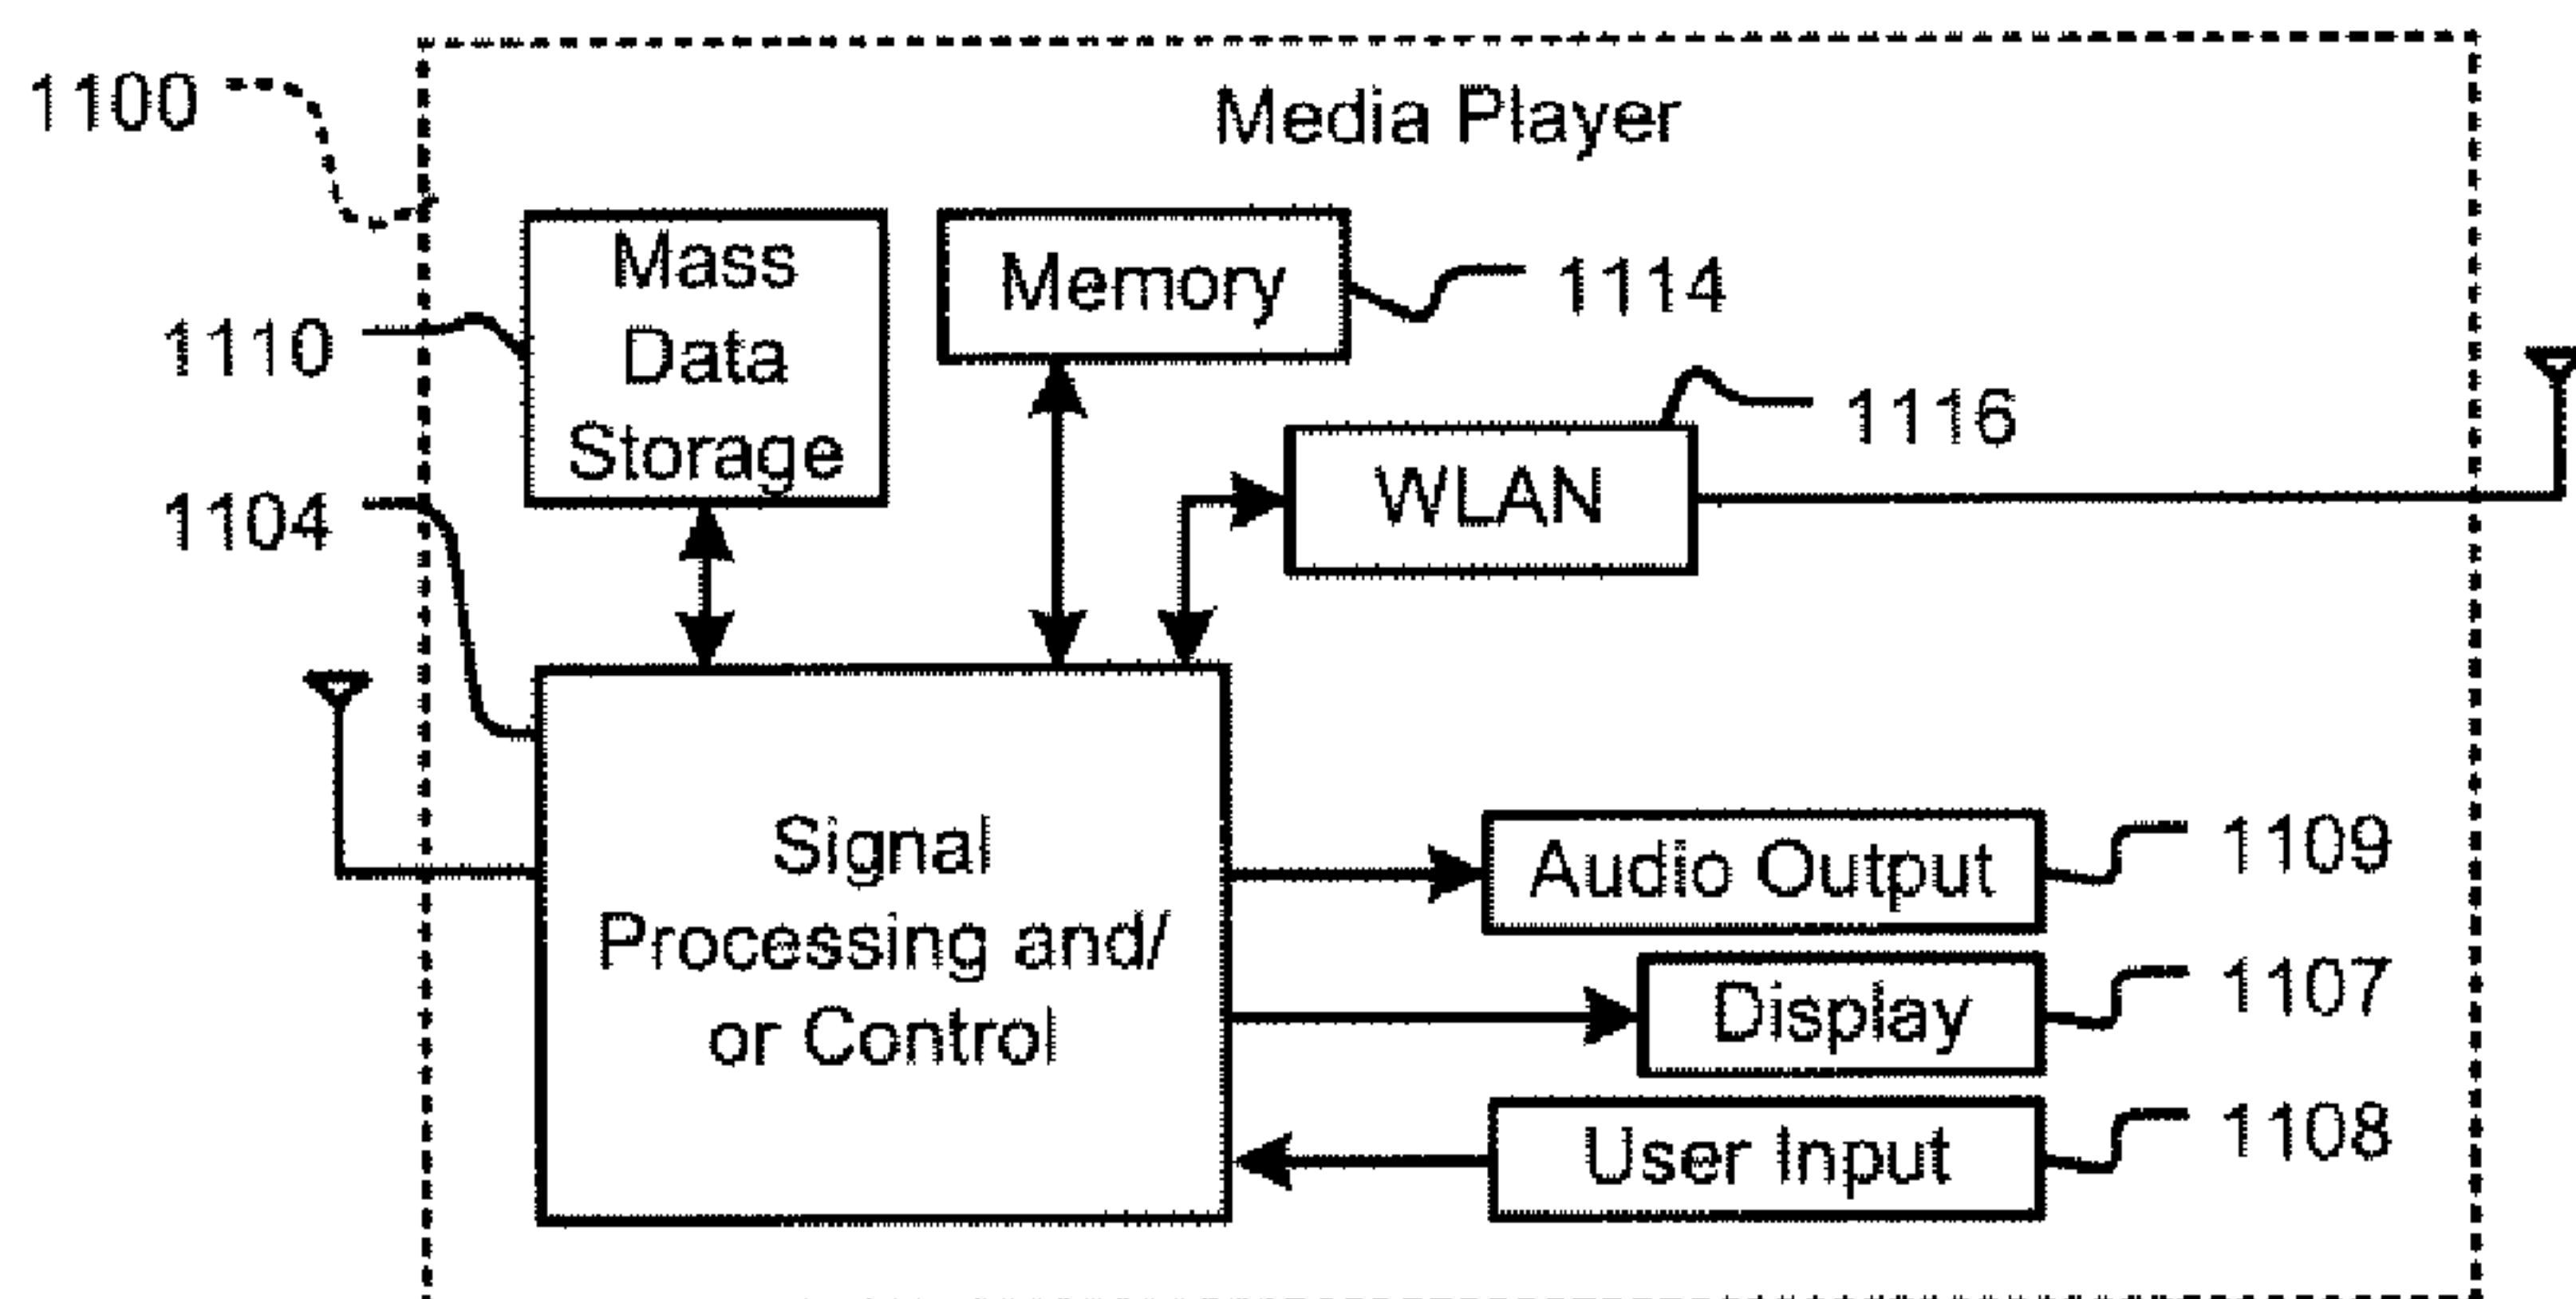 1100
Media Player
Mass
Data
Storage
Memory
1114
1110
1116
WLAN
1104
Signal
Processing and/
or Control
Audio Output
1109
Display
1107
User Input
1108